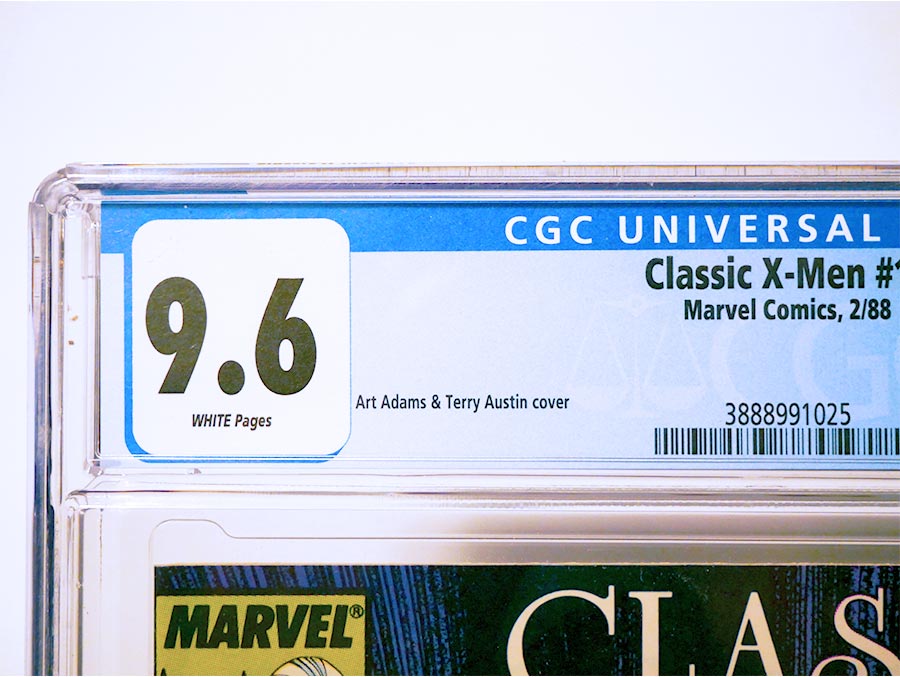 CGC UNIVERSAL
9.6
WHITE Pages
Classic X-Men #
Marvel Comics, 2/88
Art Adams & Terry Austin cover
3888991025
MARVEL®
CLAS